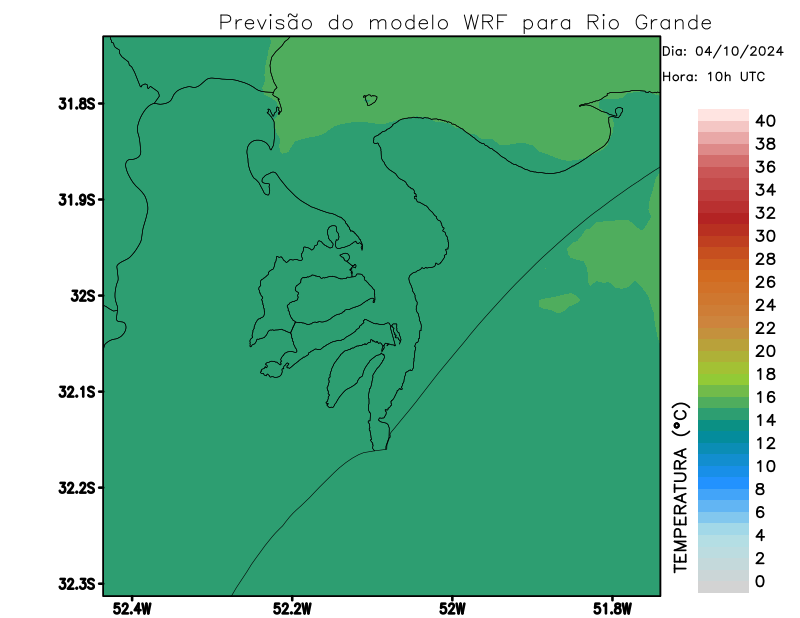 Previsão do modelo WRF para Rio Grande
Dia: 04/10/2024
Hora: 10h UTC
31.8S
31.9S
32S
32.1S
32.2S
32.3S
52.4W
52.2W
52W
51.8W
TEMPERATURA (°C)
40
38
36
34
32
30
28
26
24
22
20
18
16
14
12
10
8
6
4
2
0